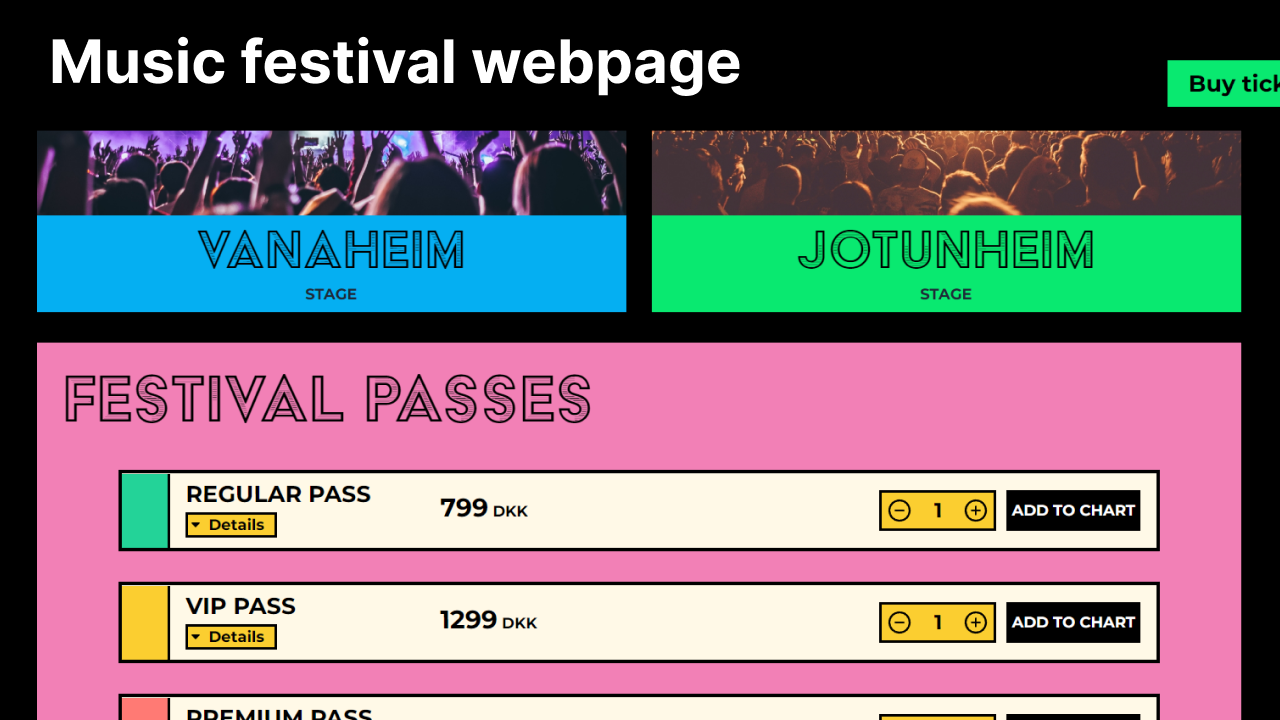 Music festival webpage
Buy tick
VANAHEIM
STAGE
JOTUNHEIM
STAGE
FESTIVAL PASSES
REGULAR PASS
Details
799 DKK
1
ADD TO CHART
VIP PASS
Details
1299 DKK
1
ADD TO CHART
PREMIUM PASS